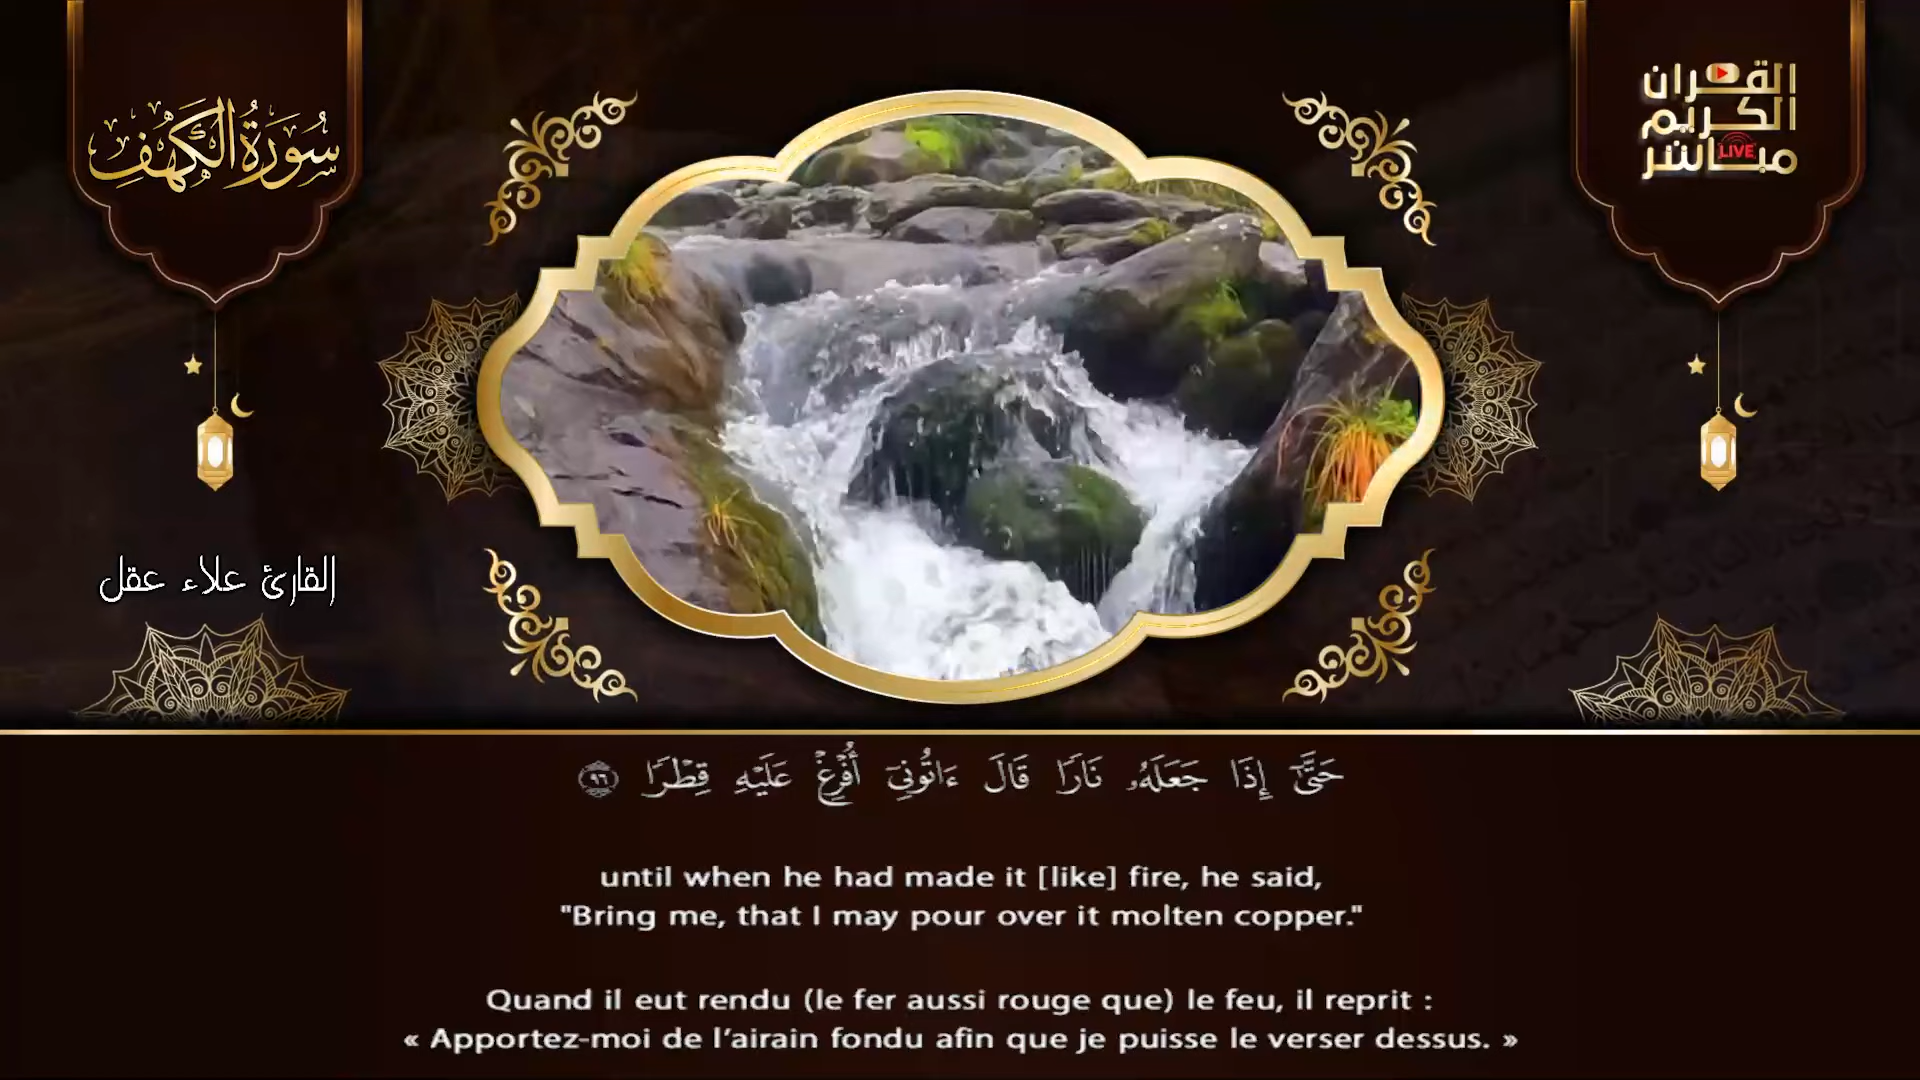 سُورَةُ الكَهْفِ
القرآن
الكريم
مباشر
LIVE
القارئ علاء عقل
حَتَّىٰٓ إِذَا جَعَلَهُۥ نَارٗا قَالَ ءَاتُونِيٓ أُفۡرِغۡ عَلَيۡهِ قِطۡرٗا ٩٦
until when he had made it [like] fire, he said,
"Bring me, that I may pour over it molten copper."
Quand il eut rendu (le fer aussi rouge que) le feu, il reprit :
« Apportez-moi de l’airain fondu afin que je puisse le verser dessus. »